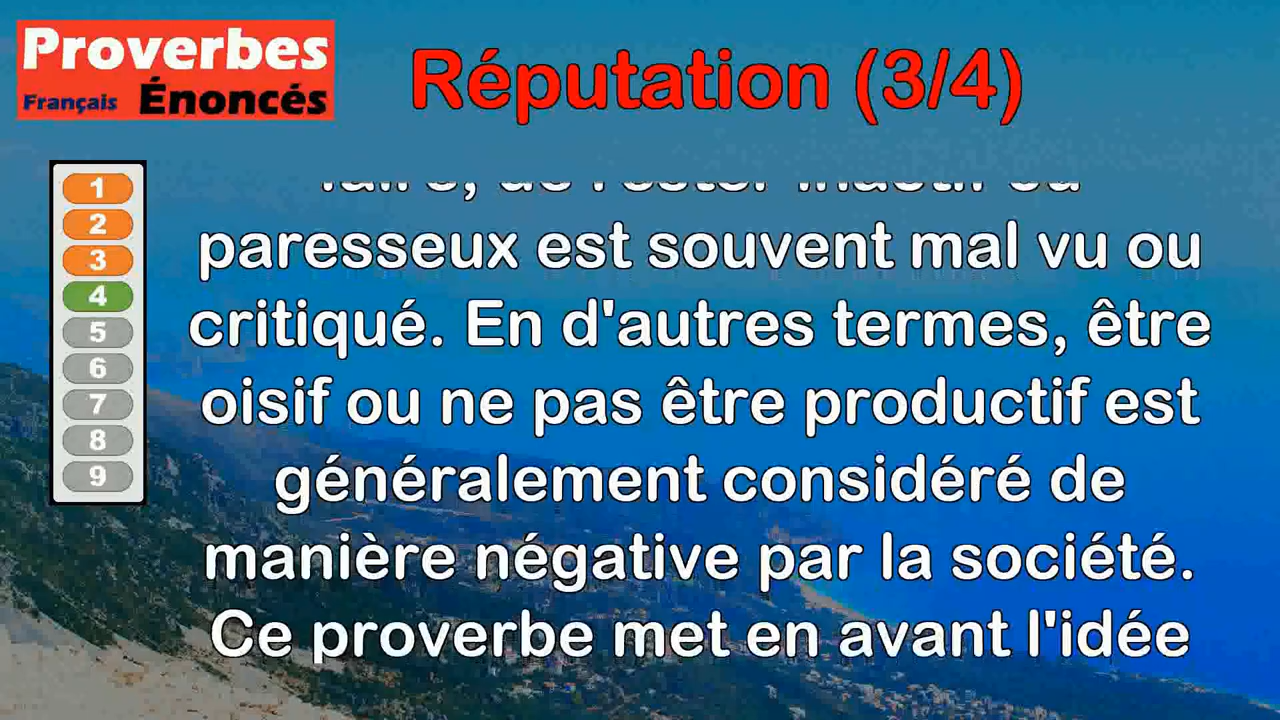 Proverbes
Français Énoncés
Réputation (3/4)
1
2
3
4
5
6
7
8
9
paresseux est souvent mal vu ou
critiqué. En d'autres termes, être
oisif ou ne pas être productif est
généralement considéré de
manière négative par la société.
Ce proverbe met en avant l'idée